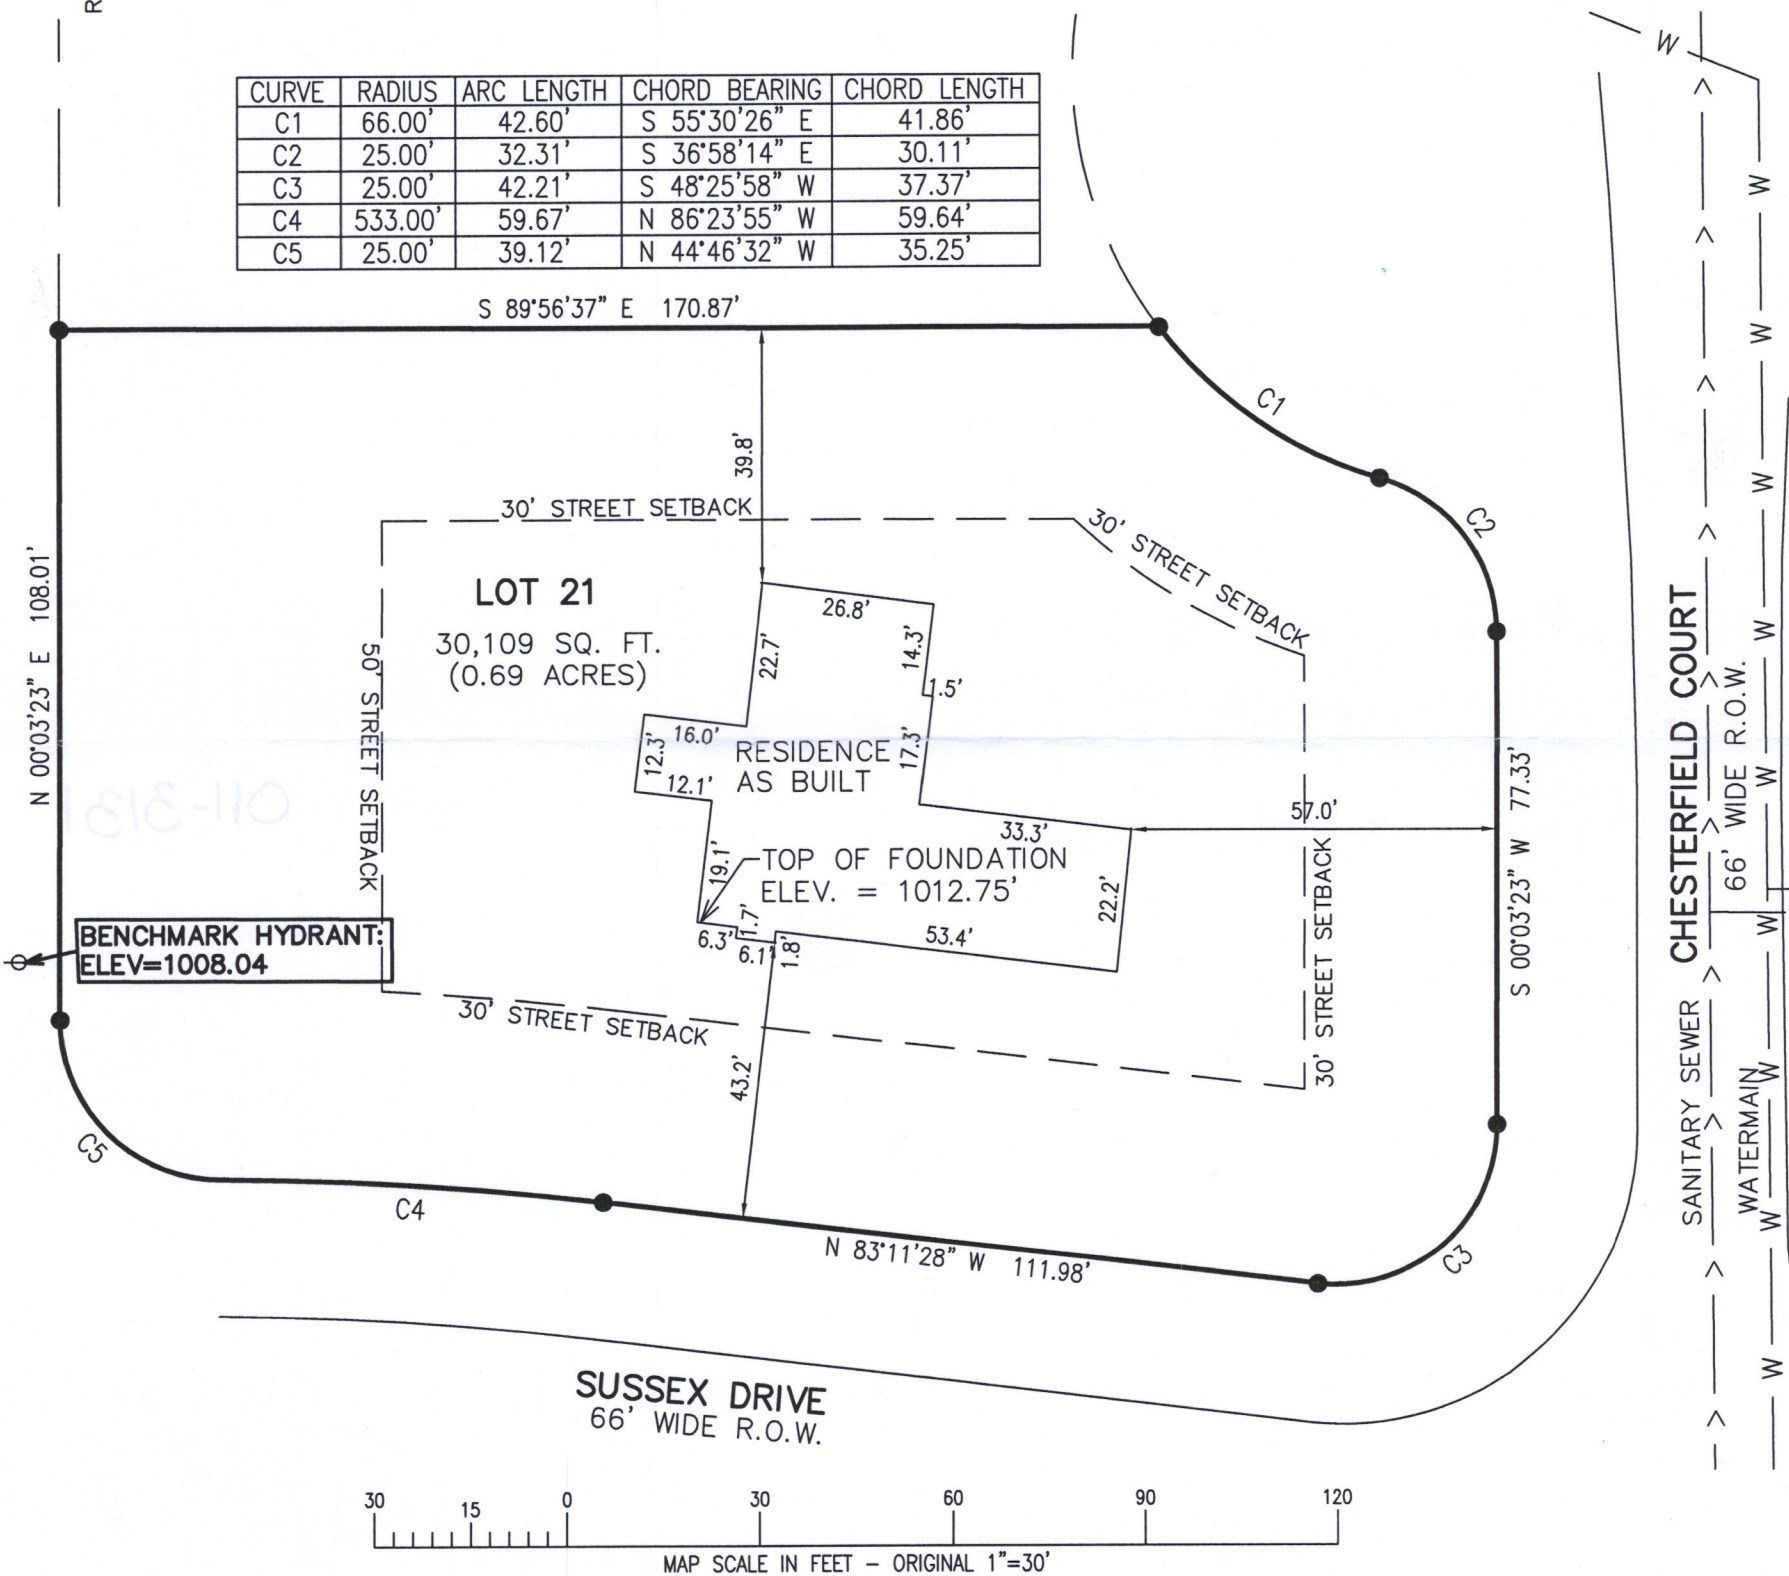 R
W
CURVE RADIUS ARC LENGTH CHORD BEARING CHORD LENGTH
C1 66.00' 42.60' S 55°30'26" E 41.86'
C2 25.00' 32.31' S 36°58'14" E 30.11'
C3 25.00' 42.21' S 48°25'58" W 37.37'
C4 533.00' 59.67' N 86°23'55" W 59.64'
C5 25.00' 39.12' N 44°46'32" W 35.25'
S 89°56'37" E 170.87'
C1
39.8'
30' STREET SETBACK
30' STREET SETBACK
C2
N 00°03'23" E 108.01'
LOT 21
30,109 SQ. FT.
(0.69 ACRES)
26.8'
22.7'
14.3'
1.5'
50' STREET SETBACK
16.0'
12.3'
12.1'
17.3'
RESIDENCE
AS BUILT
011-3131
33.3'
57.0'
19.1'
TOP OF FOUNDATION
ELEV. = 1012.75'
22.2'
6.3'
1.7'
6.1'
1.8'
53.4'
30' STREET SETBACK
S 00°03'23" W 77.33'
CHESTERFIELD COURT
66' WIDE R.O.W.
W
W
W
W
W
W
W
W
W
W
BENCHMARK HYDRANT:
ELEV=1008.04
30' STREET SETBACK
43.2'
SANITARY SEWER
WATERMAIN
C5
C4
N 83°11'28" W 111.98'
C3
SUSSEX DRIVE
66' WIDE R.O.W.
30 15 0 30 60 90 120
MAP SCALE IN FEET – ORIGINAL 1"=30'